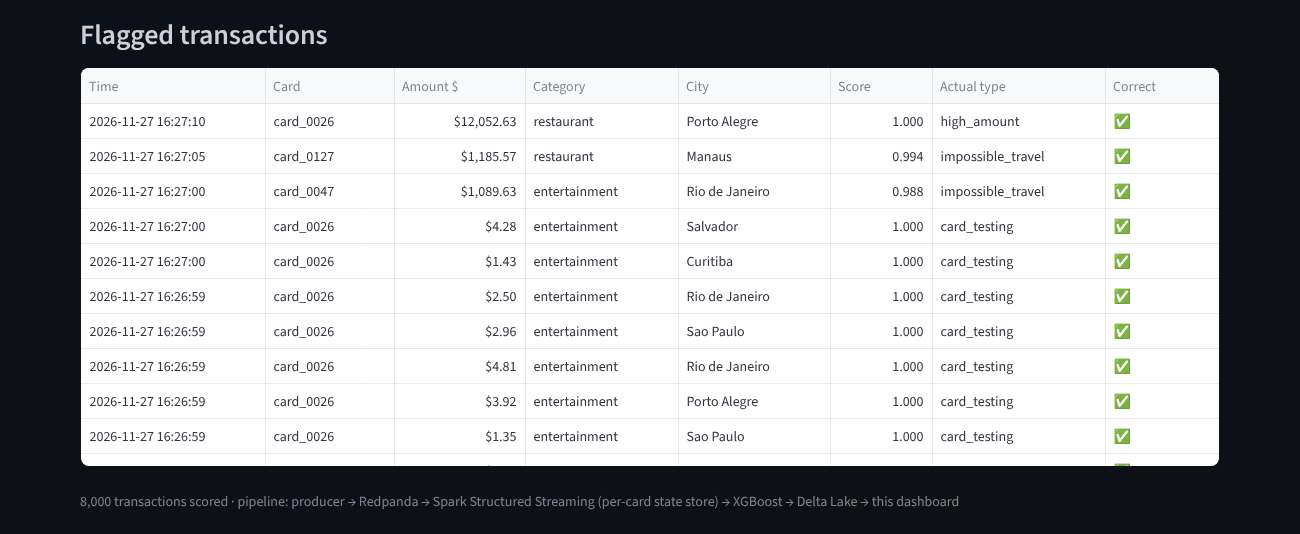 Flagged transactions
Time Card Amount $ Category City Score Actual type Correct
2026-11-27 16:27:10 card_0026 $12,052.63 restaurant Porto Alegre 1.000 high_amount ✅
2026-11-27 16:27:05 card_0127 $1,185.57 restaurant Manaus 0.994 impossible_travel ✅
2026-11-27 16:27:00 card_0047 $1,089.63 entertainment Rio de Janeiro 0.988 impossible_travel ✅
2026-11-27 16:27:00 card_0026 $4.28 entertainment Salvador 1.000 card_testing ✅
2026-11-27 16:27:00 card_0026 $1.43 entertainment Curitiba 1.000 card_testing ✅
2026-11-27 16:26:59 card_0026 $2.50 entertainment Rio de Janeiro 1.000 card_testing ✅
2026-11-27 16:26:59 card_0026 $2.96 entertainment Sao Paulo 1.000 card_testing ✅
2026-11-27 16:26:59 card_0026 $4.81 entertainment Rio de Janeiro 1.000 card_testing ✅
2026-11-27 16:26:59 card_0026 $3.92 entertainment Porto Alegre 1.000 card_testing ✅
2026-11-27 16:26:59 card_0026 $1.35 entertainment Sao Paulo 1.000 card_testing ✅
8,000 transactions scored · pipeline: producer → Redpanda → Spark Structured Streaming (per-card state store) → XGBoost → Delta Lake → this dashboard